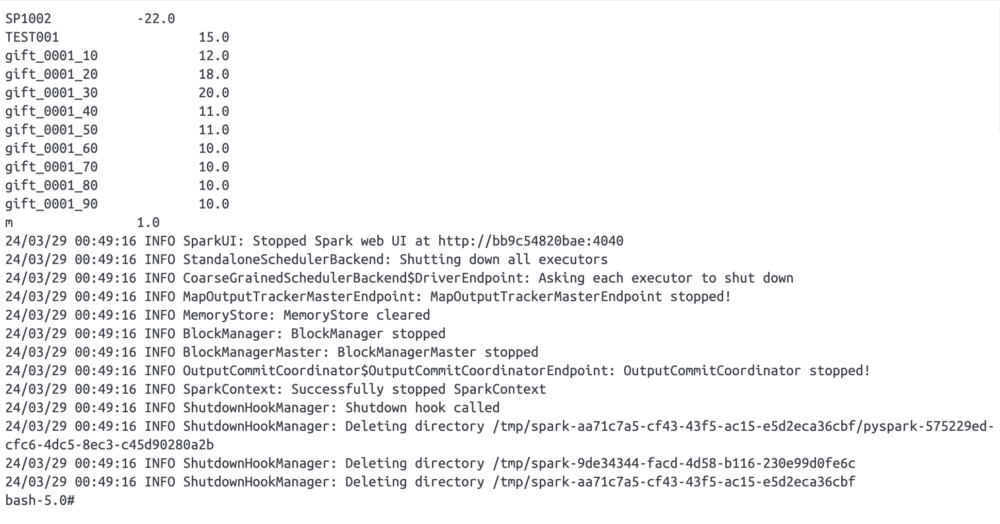 SP1002           -22.0
TEST001                  15.0
gift_0001_10             12.0
gift_0001_20             18.0
gift_0001_30             20.0
gift_0001_40             11.0
gift_0001_50             11.0
gift_0001_60             10.0
gift_0001_70             10.0
gift_0001_80             10.0
gift_0001_90             10.0
m                1.0
24/03/29 00:49:16 INFO SparkUI: Stopped Spark web UI at http://bb9c54820bae:4040
24/03/29 00:49:16 INFO StandaloneSchedulerBackend: Shutting down all executors
24/03/29 00:49:16 INFO CoarseGrainedSchedulerBackend$DriverEndpoint: Asking each executor to shut down
24/03/29 00:49:16 INFO MapOutputTrackerMasterEndpoint: MapOutputTrackerMasterEndpoint stopped!
24/03/29 00:49:16 INFO MemoryStore: MemoryStore cleared
24/03/29 00:49:16 INFO BlockManager: BlockManager stopped
24/03/29 00:49:16 INFO BlockManagerMaster: BlockManagerMaster stopped
24/03/29 00:49:16 INFO OutputCommitCoordinator$OutputCommitCoordinatorEndpoint: OutputCommitCoordinator stopped!
24/03/29 00:49:16 INFO SparkContext: Successfully stopped SparkContext
24/03/29 00:49:16 INFO ShutdownHookManager: Shutdown hook called
24/03/29 00:49:16 INFO ShutdownHookManager: Deleting directory /tmp/spark-aa71c7a5-cf43-43f5-ac15-e5d2eca36cbf/pyspark-575229ed-
cfc6-4dc5-8ec3-c45d90280a2b
24/03/29 00:49:16 INFO ShutdownHookManager: Deleting directory /tmp/spark-9de34344-facd-4d58-b116-230e99d0fe6c
24/03/29 00:49:16 INFO ShutdownHookManager: Deleting directory /tmp/spark-aa71c7a5-cf43-43f5-ac15-e5d2eca36cbf
bash-5.0#